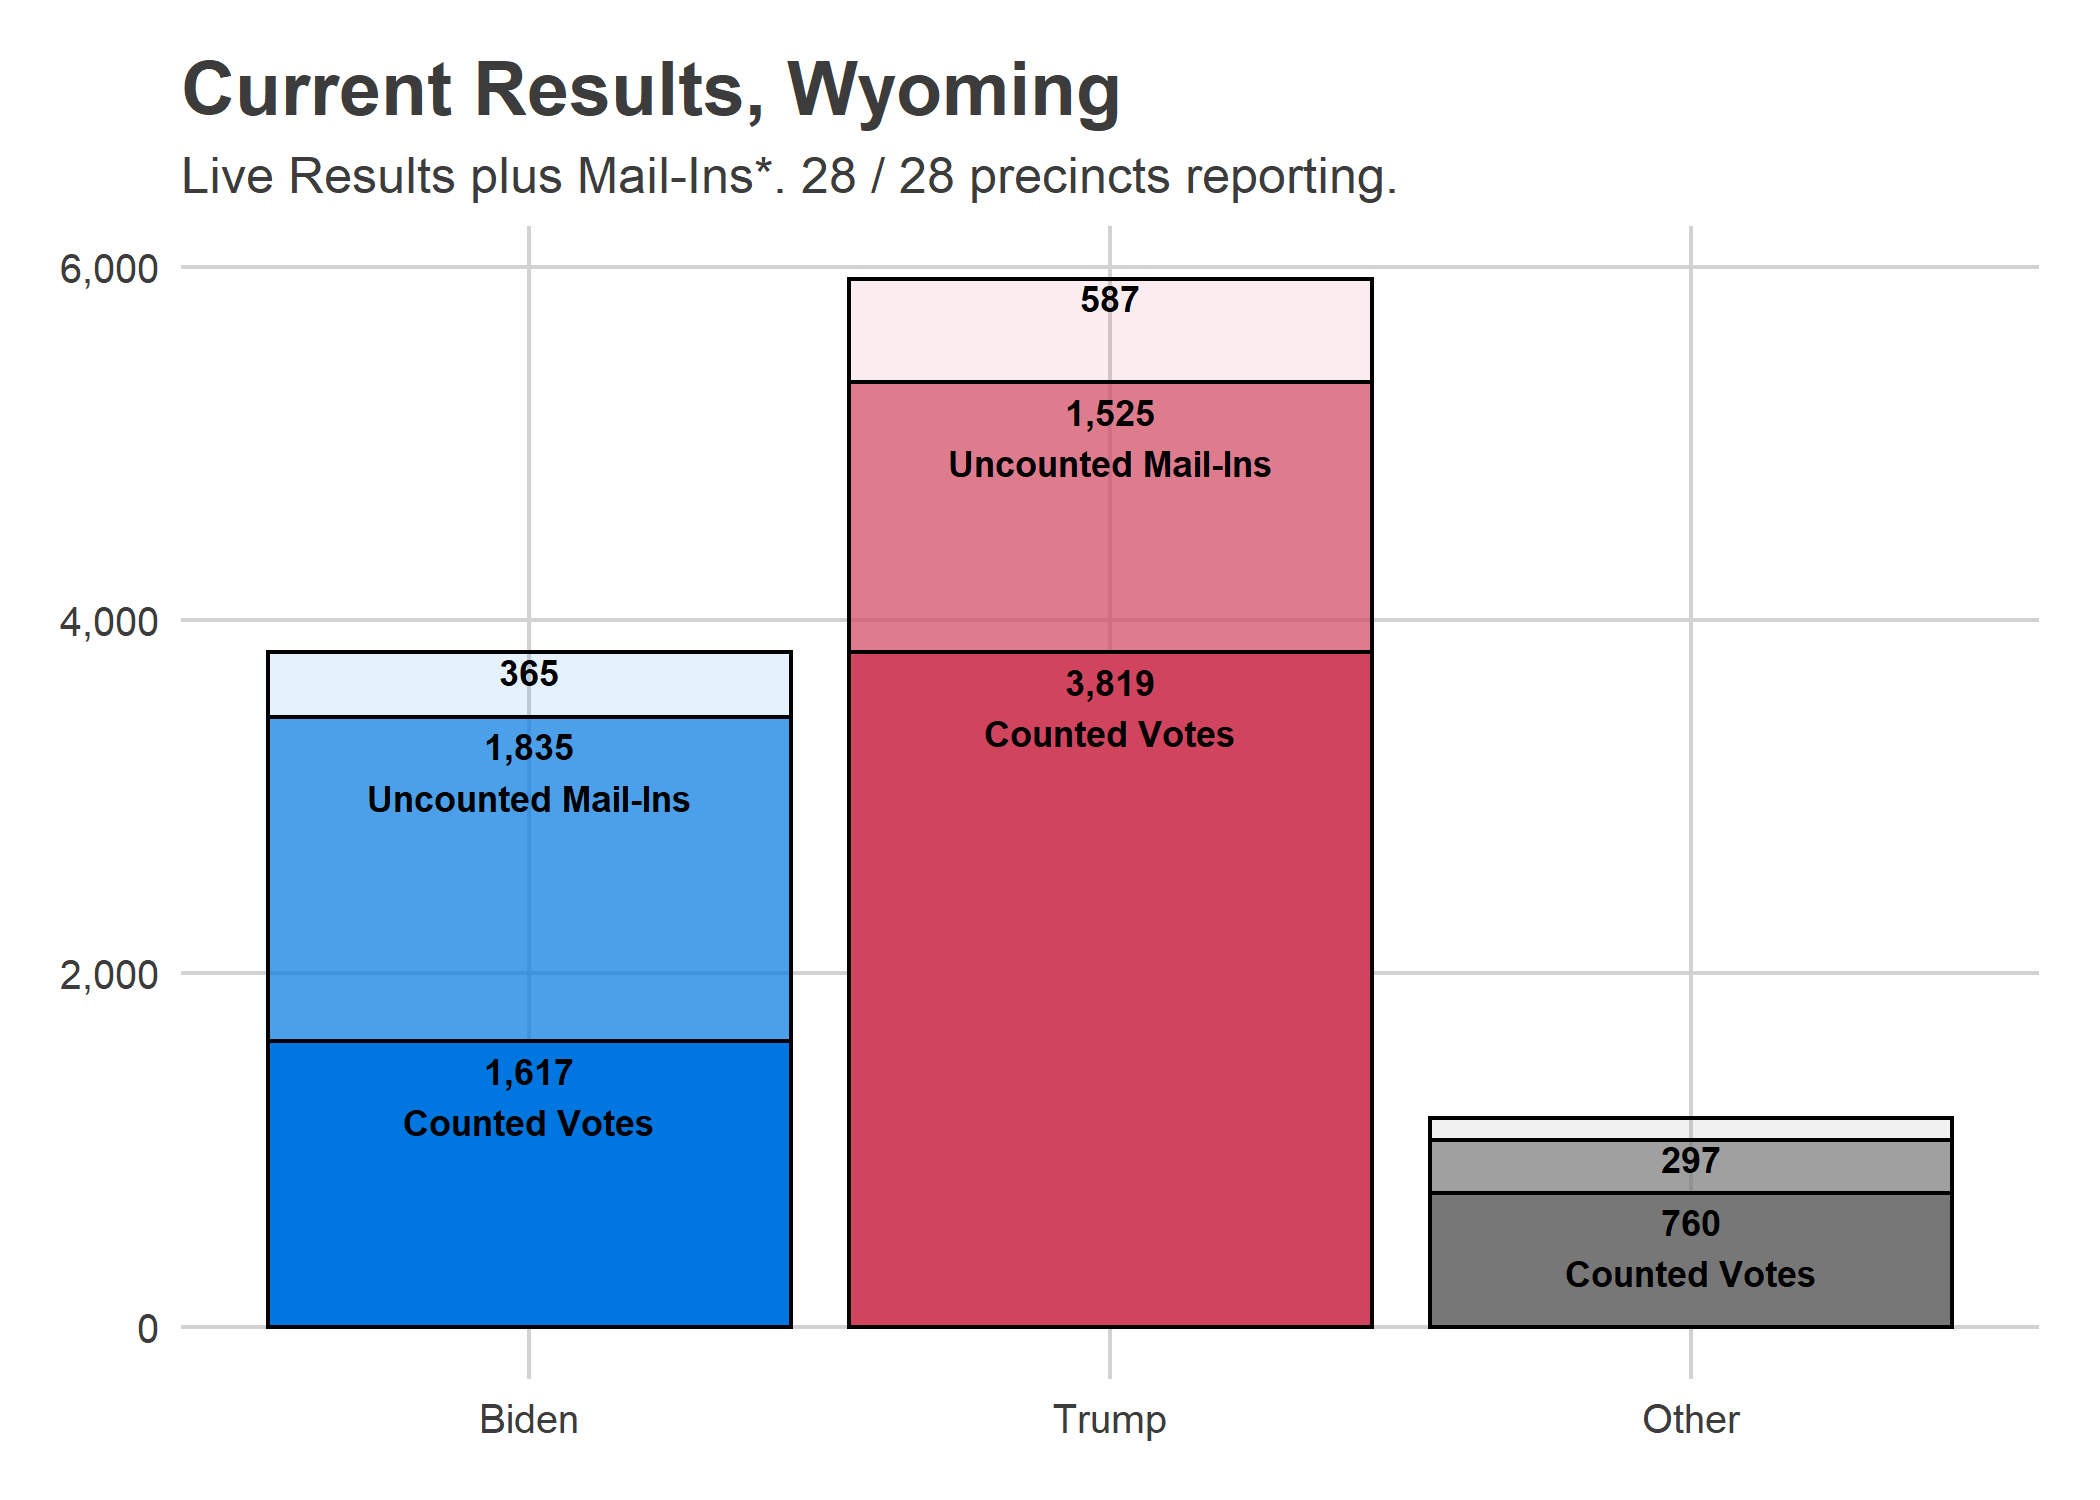 Current Results, Wyoming
Live Results plus Mail-Ins*. 28 / 28 precincts reporting.
6,000
4,000
2,000
0
365
1,835
Uncounted Mail-Ins
1,617
Counted Votes
587
1,525
Uncounted Mail-Ins
3,819
Counted Votes
297
760
Counted Votes
Biden
Trump
Other